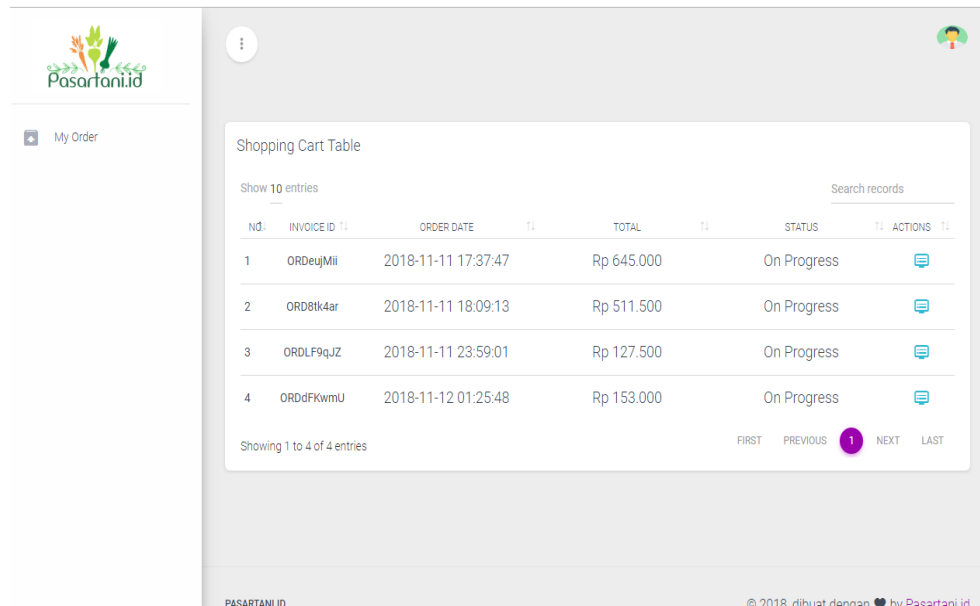 Pasartani.id
My Order
Shopping Cart Table
Show 10 entries
Search records
NO. INVOICE ID ORDER DATE TOTAL STATUS ACTIONS
1 ORDeujMii 2018-11-11 17:37:47 Rp 645.000 On Progress
2 ORD8tk4ar 2018-11-11 18:09:13 Rp 511.500 On Progress
3 ORDLF9qJZ 2018-11-11 23:59:01 Rp 127.500 On Progress
4 ORDdFKwmU 2018-11-12 01:25:48 Rp 153.000 On Progress
Showing 1 to 4 of 4 entries
FIRST PREVIOUS 1 NEXT LAST
PASARTANI.ID
© 2018, dibuat dengan by Pasartani.id